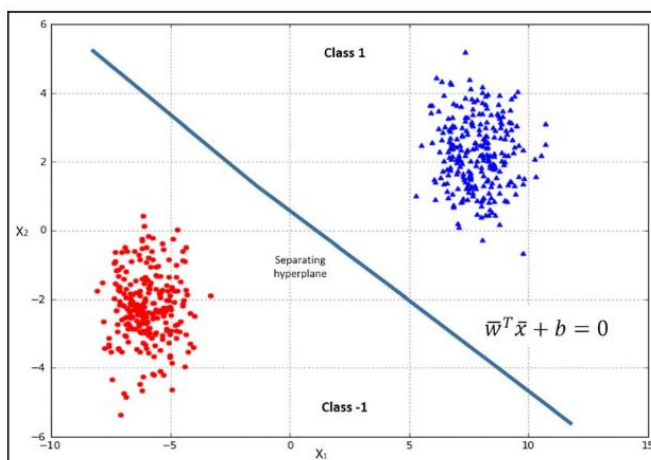 6
Class 1
4
2
X₂
0
Separating
hyperplane
−2
w̅ᵀx̅ + b = 0
−4
Class -1
−6
−10
−5
0
5
10
15
X₁